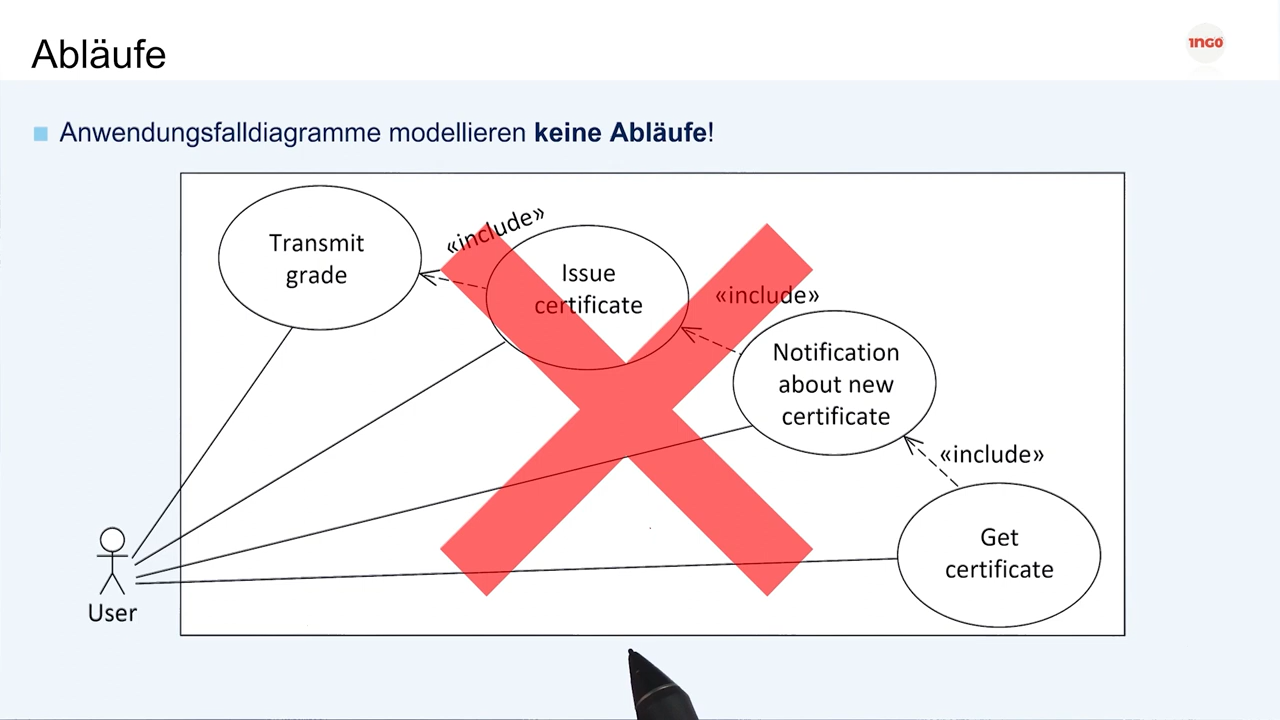 Abläufe
1NGO
Anwendungsfalldiagramme modellieren keine Abläufe!
Transmit
grade
«include»
Issue
certificate
«include»
Notification
about new
certificate
«include»
Get
certificate
User